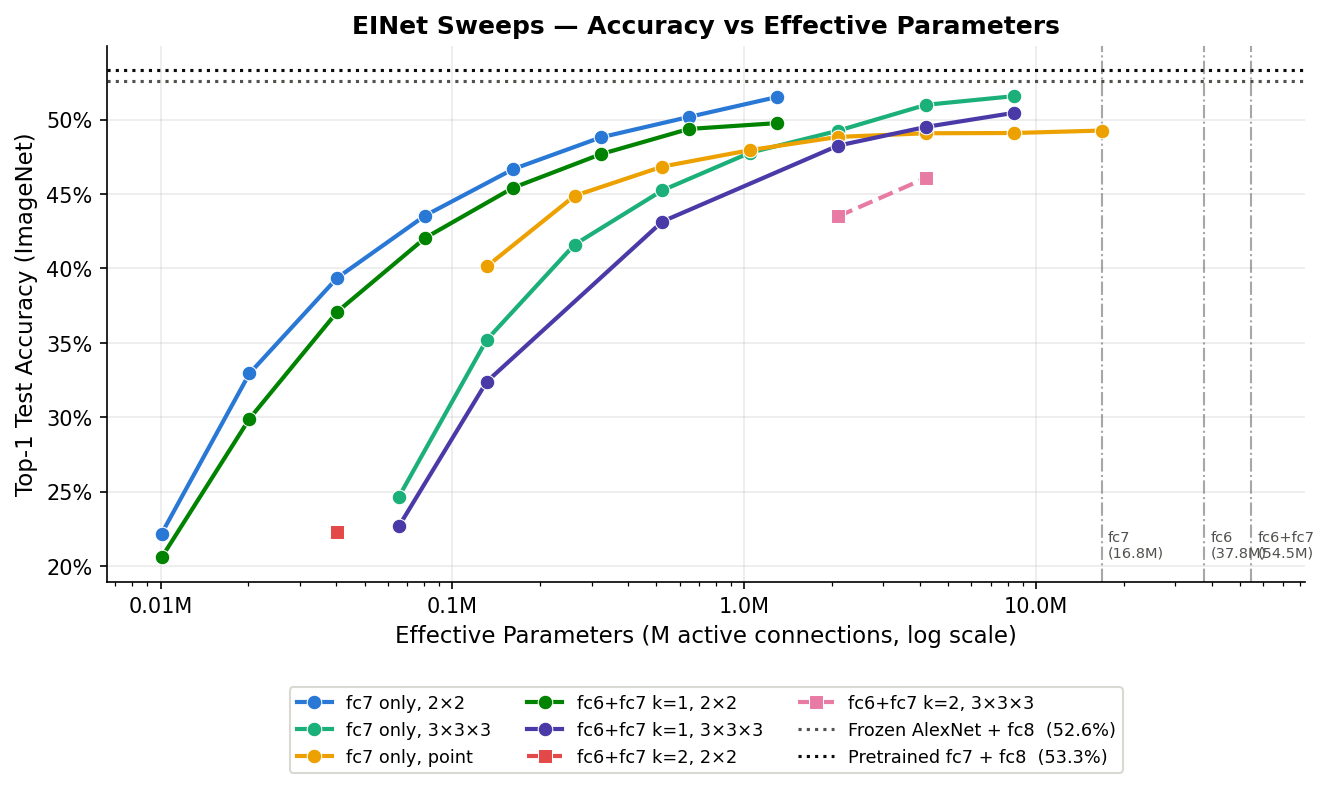 EINet Sweeps — Accuracy vs Effective Parameters
Top-1 Test Accuracy (ImageNet)
50%
45%
40%
35%
30%
25%
20%
fc7
(16.8M)
fc6
(37.8M)
fc6+fc7
(54.5M)
0.01M
0.1M
1.0M
10.0M
Effective Parameters (M active connections, log scale)
fc7 only, 2×2
fc7 only, 3×3×3
fc7 only, point
fc6+fc7 k=1, 2×2
fc6+fc7 k=1, 3×3×3
fc6+fc7 k=2, 2×2
fc6+fc7 k=2, 3×3×3
Frozen AlexNet + fc8  (52.6%)
Pretrained fc7 + fc8  (53.3%)